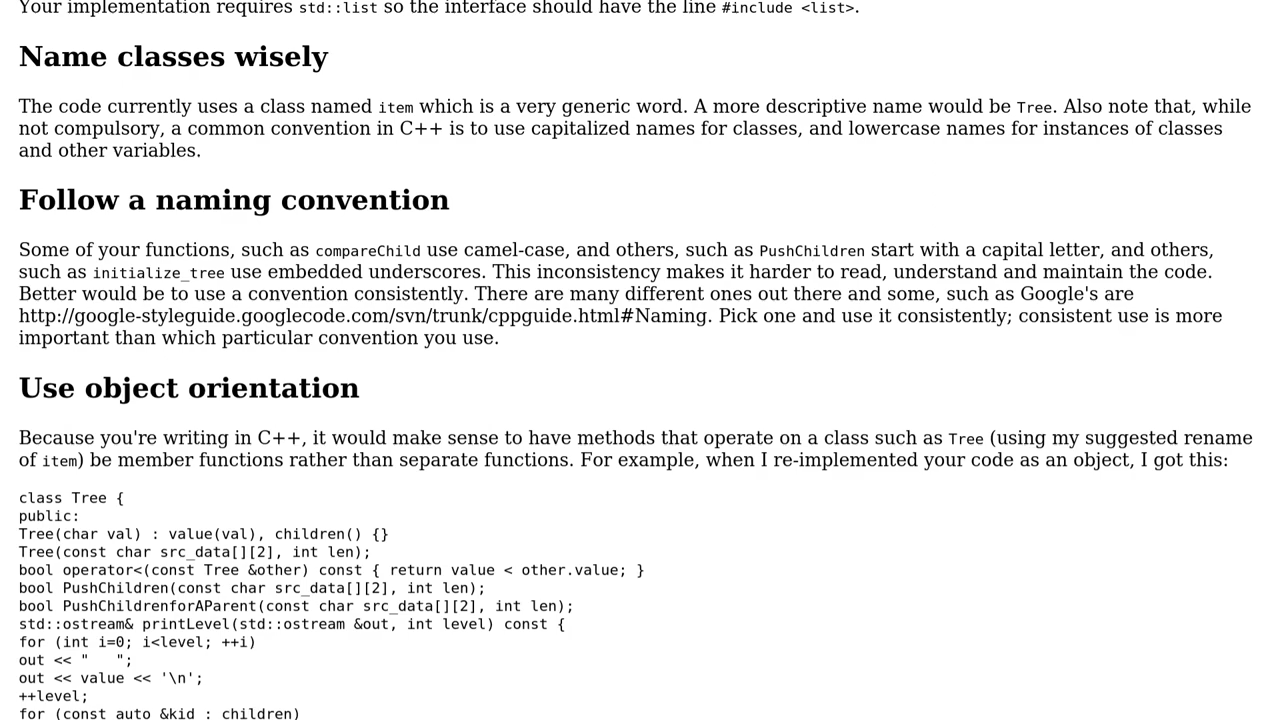 Your implementation requires std::list so the interface should have the line #include <list>.
Name classes wisely
The code currently uses a class named item which is a very generic word. A more descriptive name would be Tree. Also note that, while
not compulsory, a common convention in C++ is to use capitalized names for classes, and lowercase names for instances of classes
and other variables.
Follow a naming convention
Some of your functions, such as compareChild use camel-case, and others, such as PushChildren start with a capital letter, and others,
such as initialize_tree use embedded underscores. This inconsistency makes it harder to read, understand and maintain the code.
Better would be to use a convention consistently. There are many different ones out there and some, such as Google's are
http://google-styleguide.googlecode.com/svn/trunk/cppguide.html#Naming. Pick one and use it consistently; consistent use is more
important than which particular convention you use.
Use object orientation
Because you're writing in C++, it would make sense to have methods that operate on a class such as Tree (using my suggested rename
of item) be member functions rather than separate functions. For example, when I re-implemented your code as an object, I got this:
class Tree {
public:
Tree(char val) : value(val), children() {}
Tree(const char src_data[][2], int len);
bool operator<(const Tree &other) const { return value < other.value; }
bool PushChildren(const char src_data[][2], int len);
bool PushChildrenforAParent(const char src_data[][2], int len);
std::ostream& printLevel(std::ostream &out, int level) const {
for (int i=0; i<level; ++i)
out << "   ";
out << value << '\n';
++level;
for (const auto &kid : children)